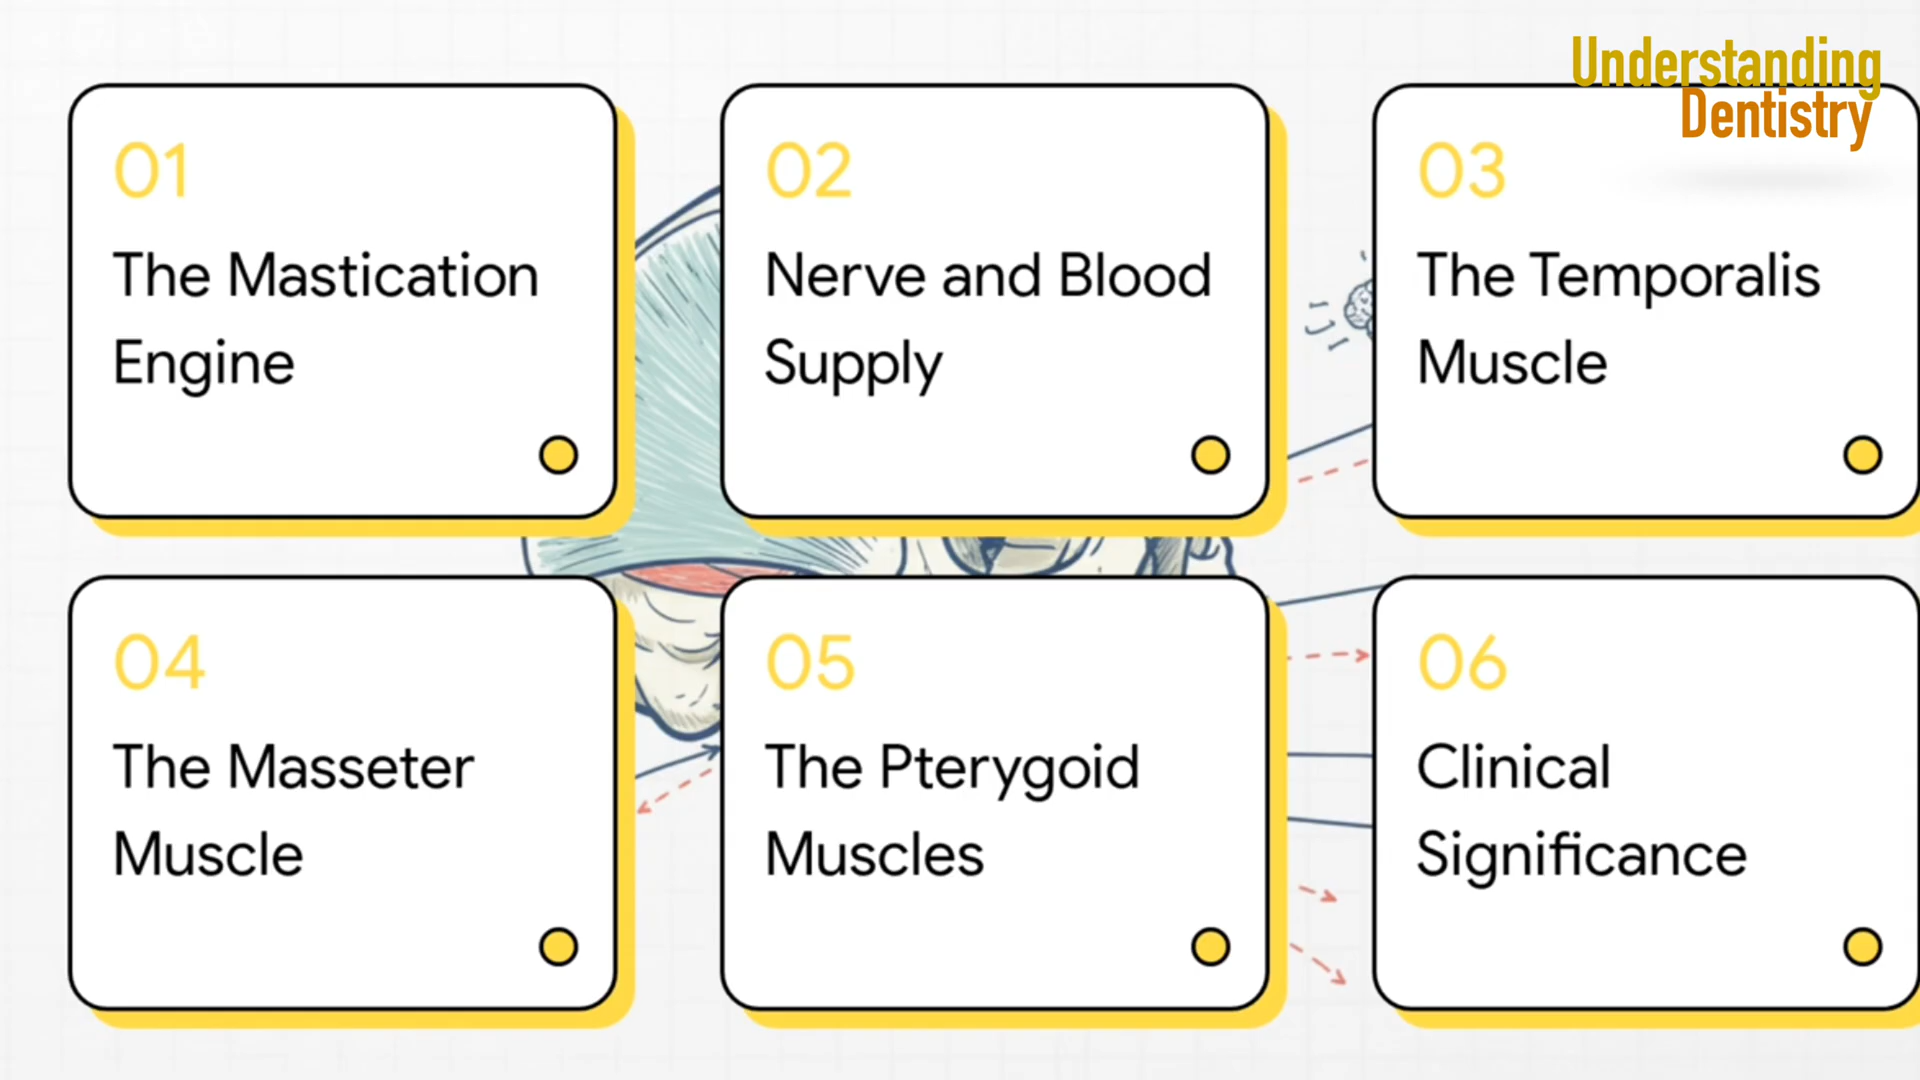 Understanding
Dentistry
01
The Mastication
Engine
02
Nerve and Blood
Supply
03
The Temporalis
Muscle
04
The Masseter
Muscle
05
The Pterygoid
Muscles
06
Clinical
Significance